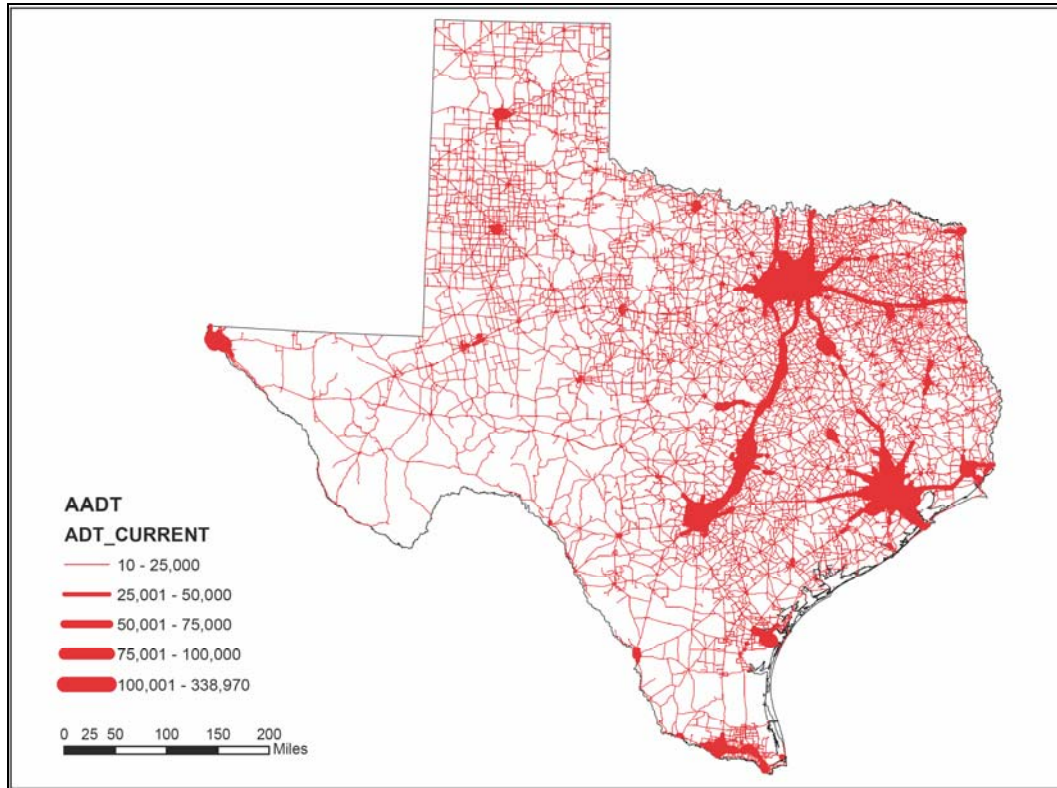 AADT
ADT_CURRENT
10 - 25,000
25,001 - 50,000
50,001 - 75,000
75,001 - 100,000
100,001 - 338,970
0 25 50 100 150 200
Miles